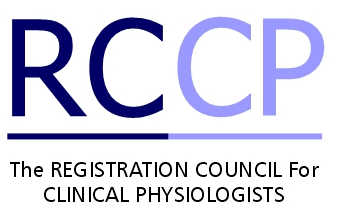 RCCP
The REGISTRATION COUNCIL For
CLINICAL PHYSIOLOGISTS